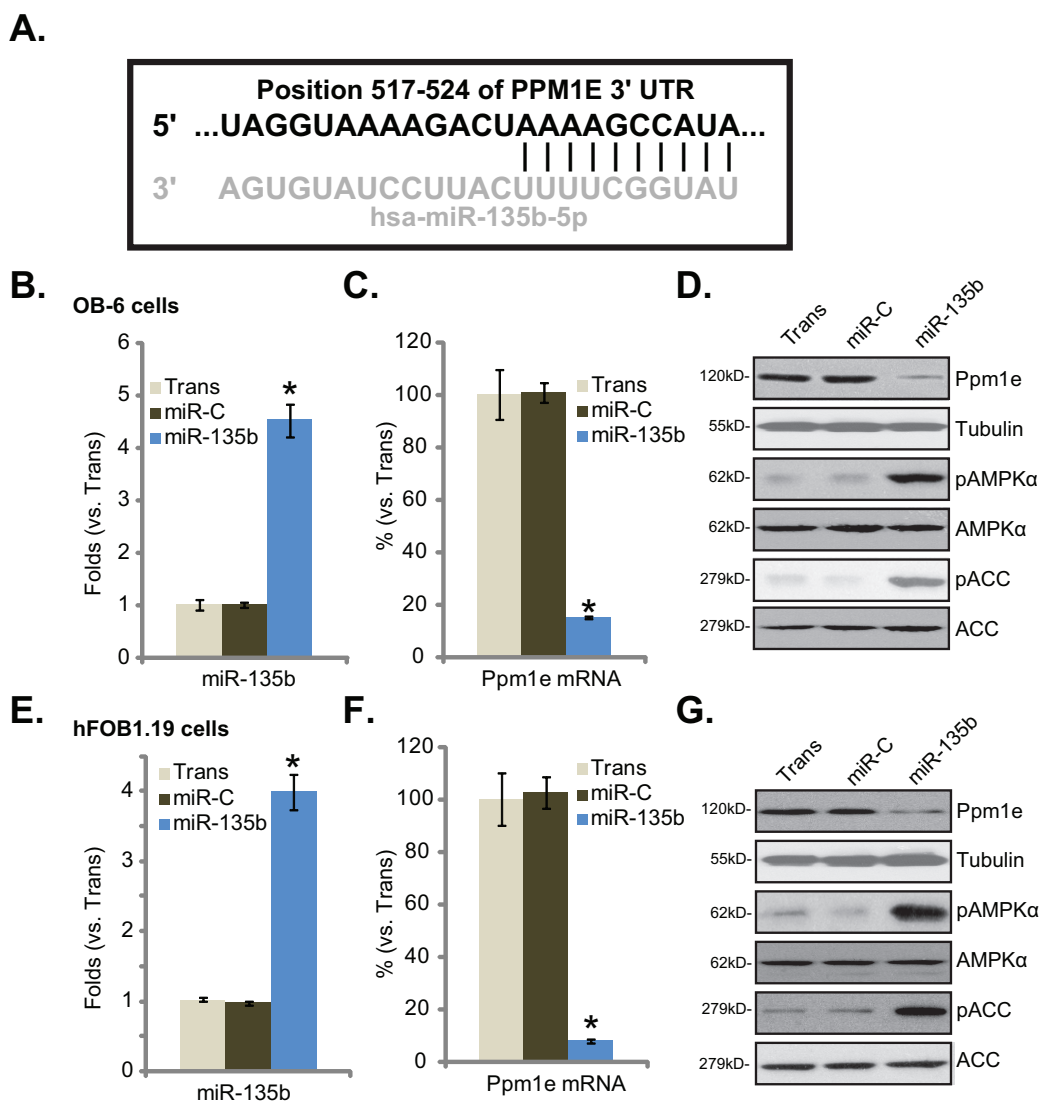 A.
Position 517-524 of PPM1E 3' UTR
5' ...UAGGUAAAAGACUAAAAGCCAUA...
3' AGUGUAUCCUUACUUUUCGGUAU
hsa-miR-135b-5p
B.
OB-6 cells
Folds (vs. Trans)
6
5
4
3
2
1
0
Trans
miR-C
miR-135b
*
miR-135b
C.
% (vs. Trans)
120
100
80
60
40
20
0
Trans
miR-C
miR-135b
*
Ppm1e mRNA
D.
Trans miR-C miR-135b
120kD- Ppm1e
55kD- Tubulin
62kD- pAMPKα
62kD- AMPKα
279kD- pACC
279kD- ACC
E.
hFOB1.19 cells
Folds (vs. Trans)
4
3
2
1
0
Trans
miR-C
miR-135b
*
miR-135b
F.
% (vs. Trans)
120
100
80
60
40
20
0
Trans
miR-C
miR-135b
*
Ppm1e mRNA
G.
Trans miR-C miR-135b
120kD- Ppm1e
55kD- Tubulin
62kD- pAMPKα
62kD- AMPKα
279kD- pACC
279kD- ACC